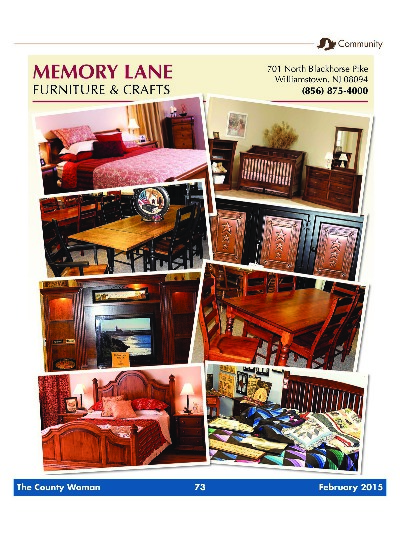 Community
MEMORY LANE
FURNITURE & CRAFTS
701 North Blackhorse Pike
Williamstown, NJ 08094
(856) 875-4000
The County Woman 73 February 2015